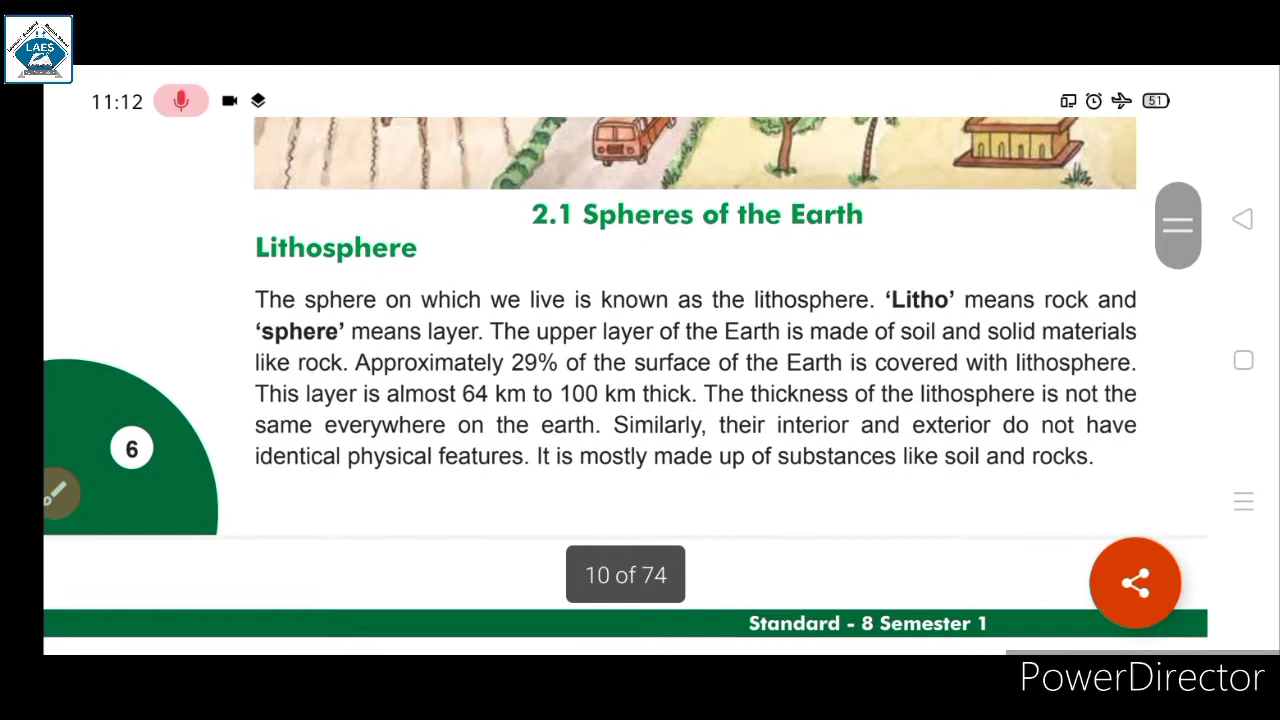 LAES
11:12
51
2.1 Spheres of the Earth
Lithosphere
The sphere on which we live is known as the lithosphere. ‘Litho’ means rock and
‘sphere’ means layer. The upper layer of the Earth is made of soil and solid materials
like rock. Approximately 29% of the surface of the Earth is covered with lithosphere.
This layer is almost 64 km to 100 km thick. The thickness of the lithosphere is not the
same everywhere on the earth. Similarly, their interior and exterior do not have
identical physical features. It is mostly made up of substances like soil and rocks.
6
10 of 74
Standard - 8 Semester 1
PowerDirector